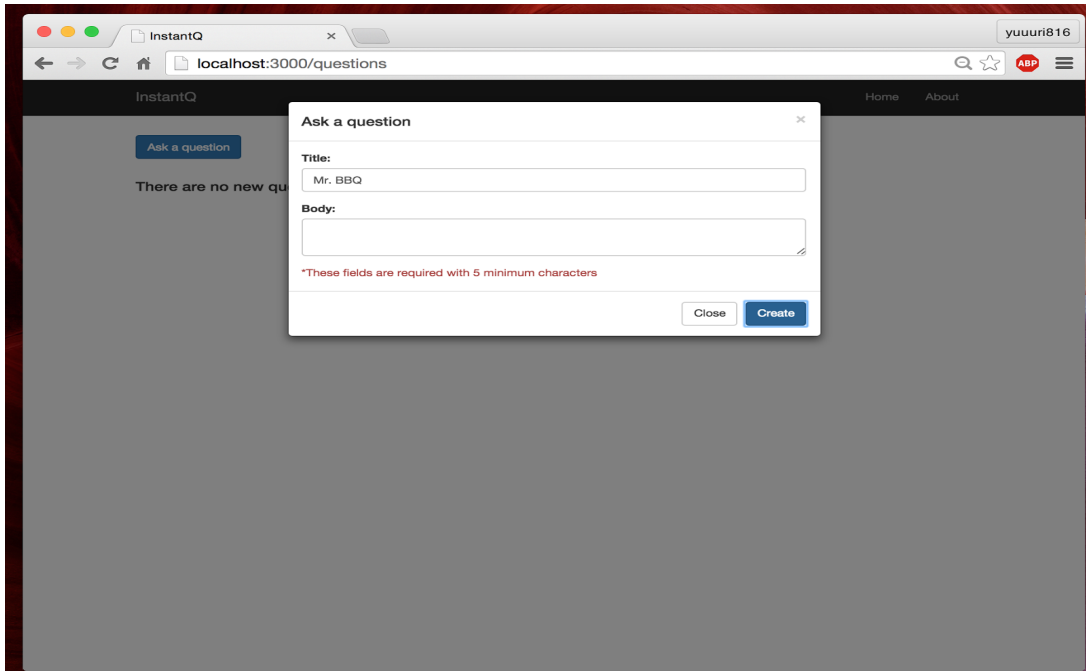 InstantQ
yuuuri816
localhost:3000/questions
ABP
InstantQ
Home About
Ask a question
There are no new
Ask a question
×
Title:
Mr. BBQ
Body:
*These fields are required with 5 minimum characters
Close Create